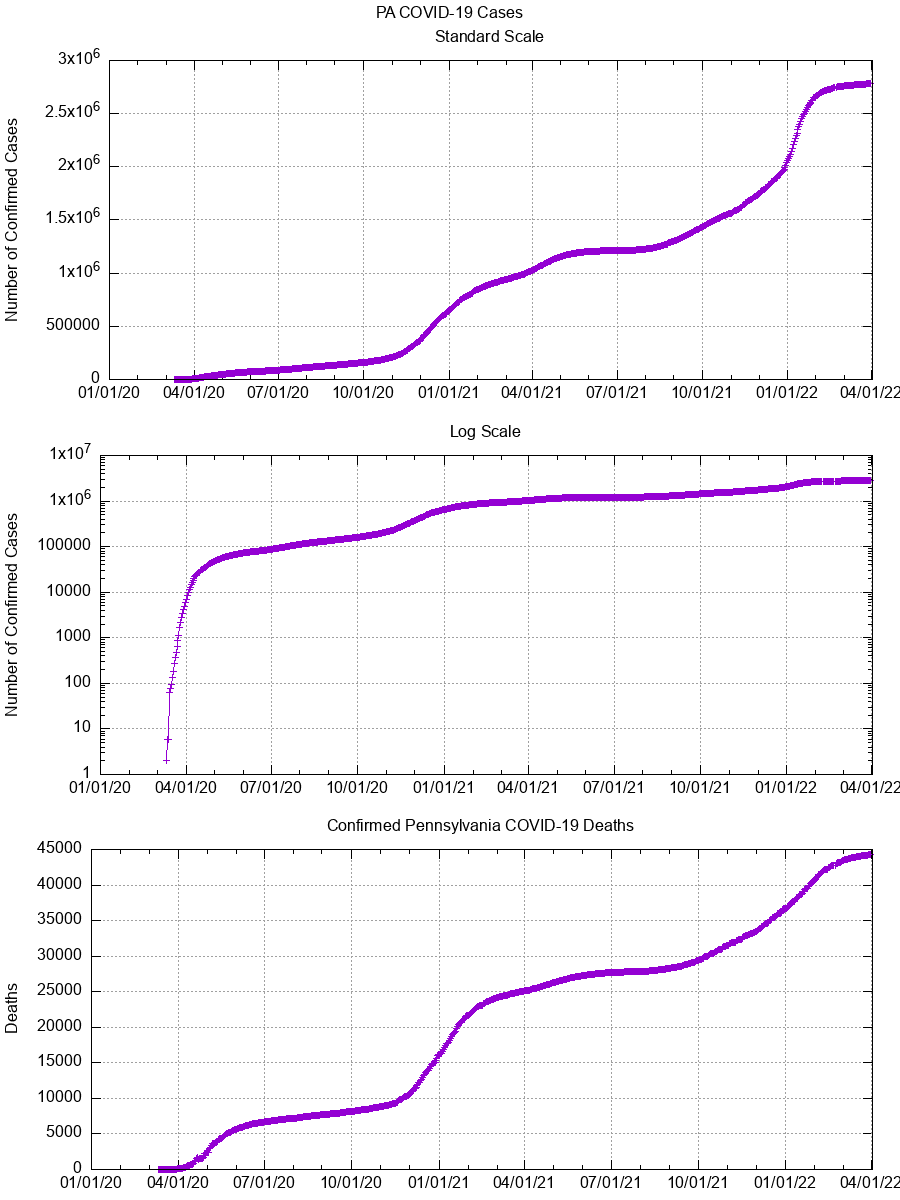 PA COVID-19 Cases
Standard Scale
Number of Confirmed Cases
3x10^6
2.5x10^6
2x10^6
1.5x10^6
1x10^6
500000
0
01/01/20 04/01/20 07/01/20 10/01/20 01/01/21 04/01/21 07/01/21 10/01/21 01/01/22 04/01/22
Log Scale
Number of Confirmed Cases
1x10^7
1x10^6
100000
10000
1000
100
10
1
01/01/20 04/01/20 07/01/20 10/01/20 01/01/21 04/01/21 07/01/21 10/01/21 01/01/22 04/01/22
Confirmed Pennsylvania COVID-19 Deaths
Deaths
45000
40000
35000
30000
25000
20000
15000
10000
5000
0
01/01/20 04/01/20 07/01/20 10/01/20 01/01/21 04/01/21 07/01/21 10/01/21 01/01/22 04/01/22